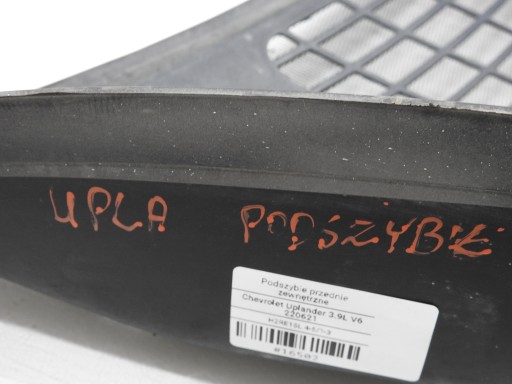 UPLA PODSZYBIE
Podszybie przednie
zewnętrzne
Chevrolet Uplander 3.9L V6
220621